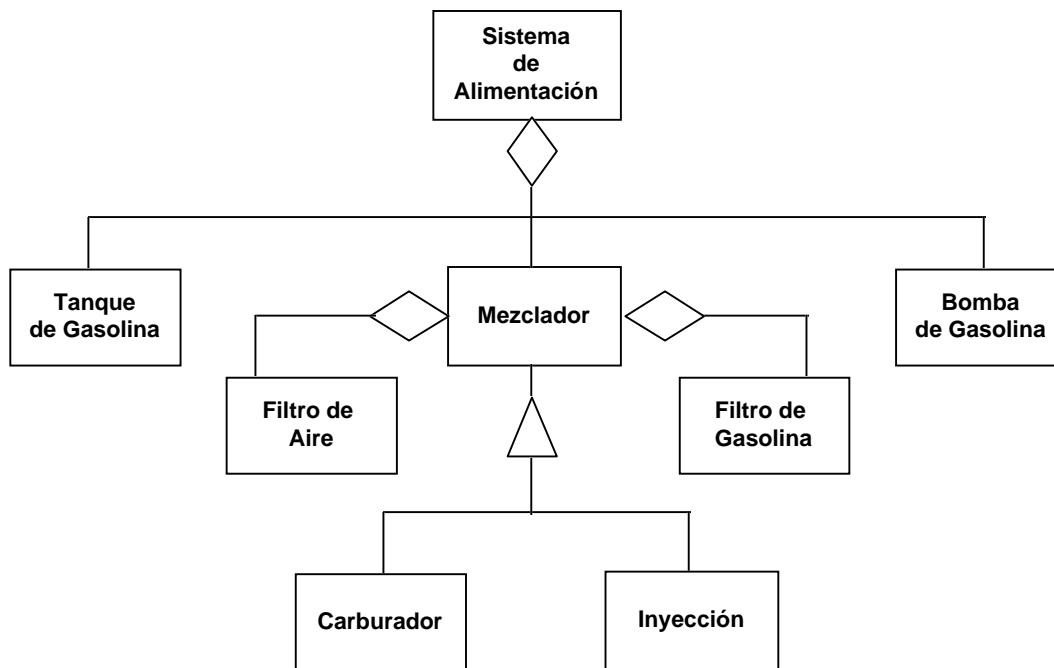 Sistema
de
Alimentación
Tanque
de Gasolina
Mezclador
Bomba
de Gasolina
Filtro de
Aire
Filtro de
Gasolina
Carburador
Inyección